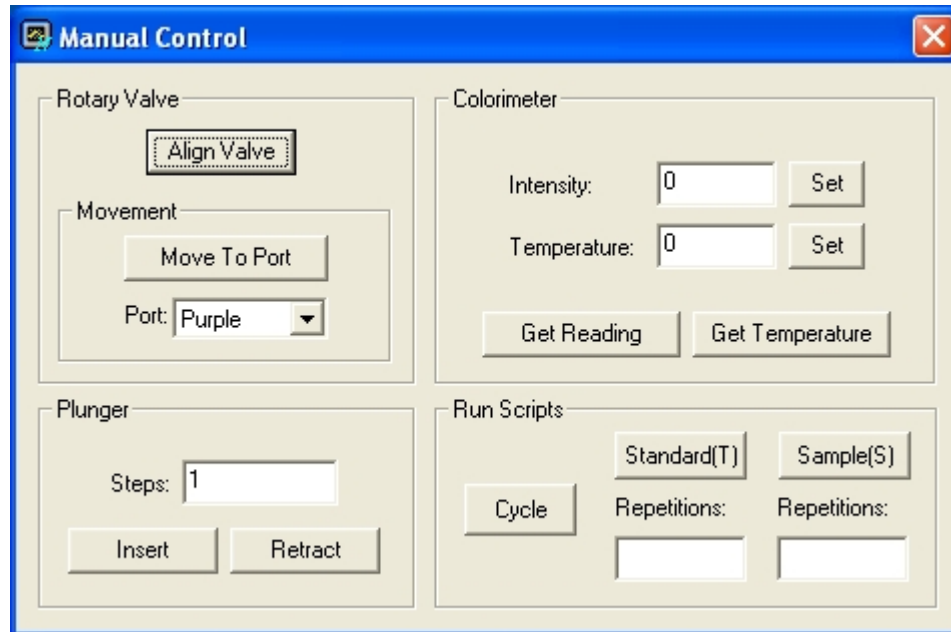 Manual Control
Rotary Valve
Align Valve
Movement
Move To Port
Port: Purple
Colorimeter
Intensity: 0 Set
Temperature: 0 Set
Get Reading Get Temperature
Plunger
Steps: 1
Insert Retract
Run Scripts
Standard(T) Sample(S)
Cycle Repetitions: Repetitions: